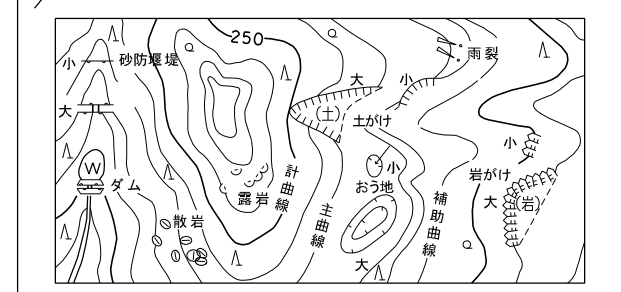 250
小 砂防堰堤
雨裂
大
小
大
(土)
土がけ
小
W
ダム
小
岩がけ
おう地
露岩
計曲線
主曲線
補助曲線
大
(岩)
散岩
大